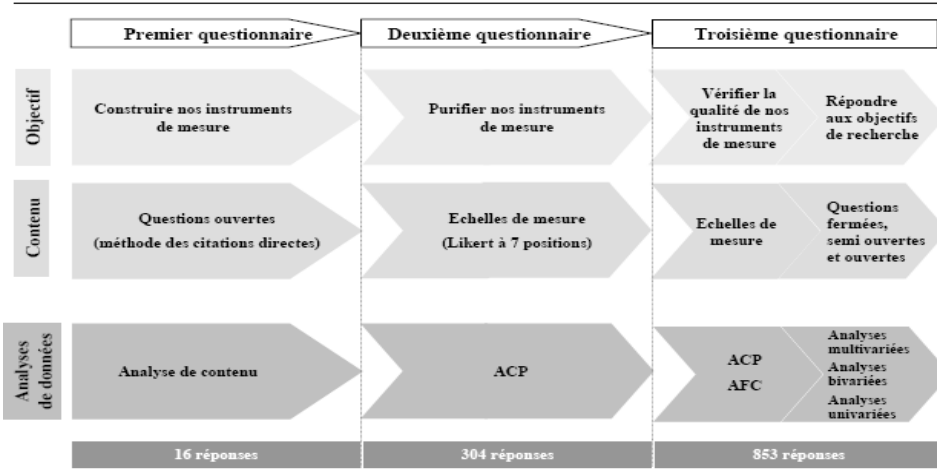 Premier questionnaire
Deuxième questionnaire
Troisième questionnaire
Objectif
Construire nos instruments
de mesure
Purifier nos instruments
de mesure
Vérifier la
qualité de nos
instruments
de mesure
Répondre
aux objectifs
de recherche
Contenu
Questions ouvertes
(méthode des citations directes)
Echelles de mesure
(Likert à 7 positions)
Echelles de
mesure
Questions
fermées,
semi ouvertes
et ouvertes
Analyses
de données
Analyse de contenu
ACP
ACP
AFC
Analyses
multivariées
Analyses
bivariées
Analyses
univariées
16 réponses
304 réponses
853 réponses